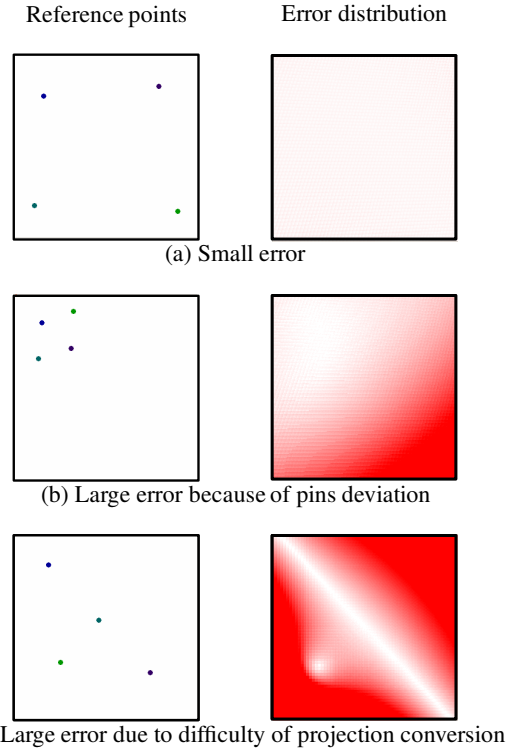 Reference points
Error distribution
(a) Small error
(b) Large error because of pins deviation
Large error due to difficulty of projection conversion